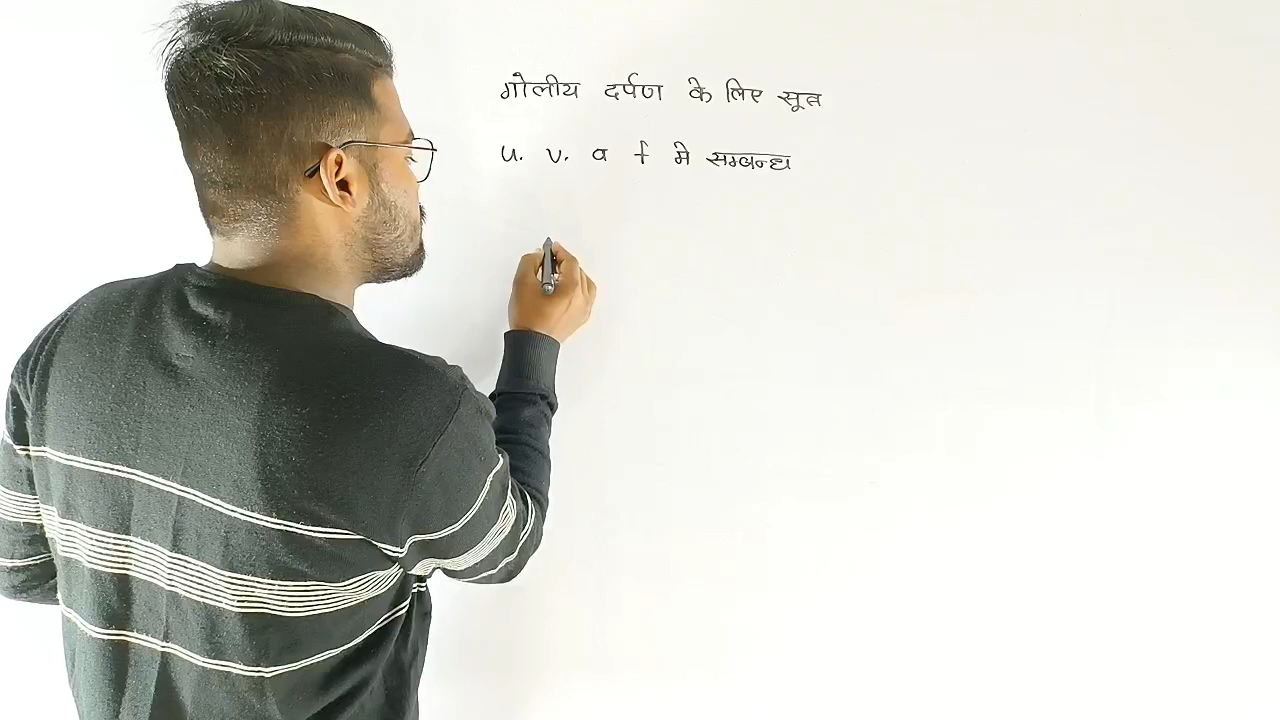 गोलीय दर्पण के लिए सूत्र
u. v. व f मे सम्बन्ध